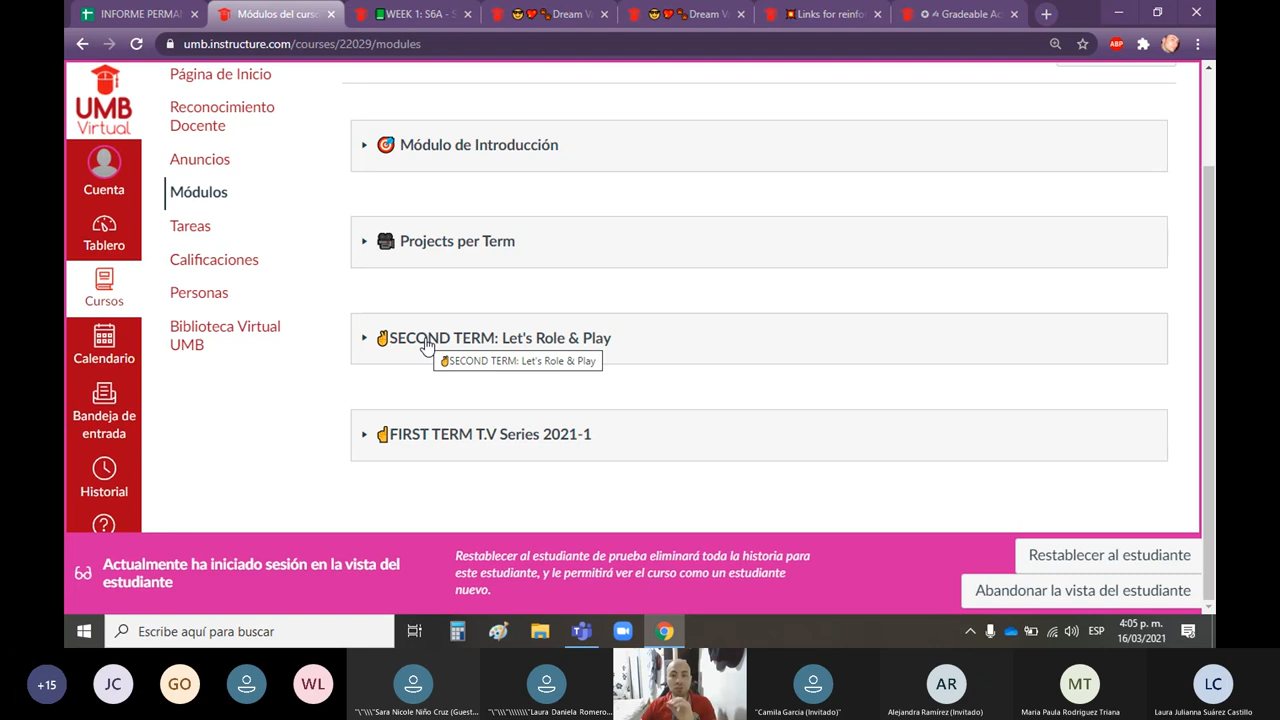 INFORME PERMA
Módulos del curso
WEEK 1: S6A - S
Dream V
Dream V
Links for reinfo
Gradeable Ac
umb.instructure.com/courses/22029/modules
ABP
UMB
Virtual
Cuenta
Tablero
Cursos
Calendario
Bandeja de
entrada
Historial
Página de Inicio
Reconocimiento
Docente
Anuncios
Módulos
Tareas
Calificaciones
Personas
Biblioteca Virtual
UMB
Módulo de Introducción
Projects per Term
SECOND TERM: Let's Role & Play
SECOND TERM: Let's Role & Play
FIRST TERM T.V Series 2021-1
Actualmente ha iniciado sesión en la vista del
estudiante
Restablecer al estudiante de prueba eliminará toda la historia para
este estudiante, y le permitirá ver el curso como un estudiante
nuevo.
Restablecer al estudiante
Abandonar la vista del estudiante
Escribe aquí para buscar
ESP
4:05 p. m.
16/03/2021
+15
JC
GO
WL
"\"\\"Sara Nicole Niño Cruz (Guest...
"\"\\"\\\\\\\"Laura Daniela Romero...
"Camila Garcia (Invitado)"
AR
Alejandra Ramírez (Invitado)
MT
Maria Paula Rodriguez Triana
LC
Laura Julianna Suárez Castillo